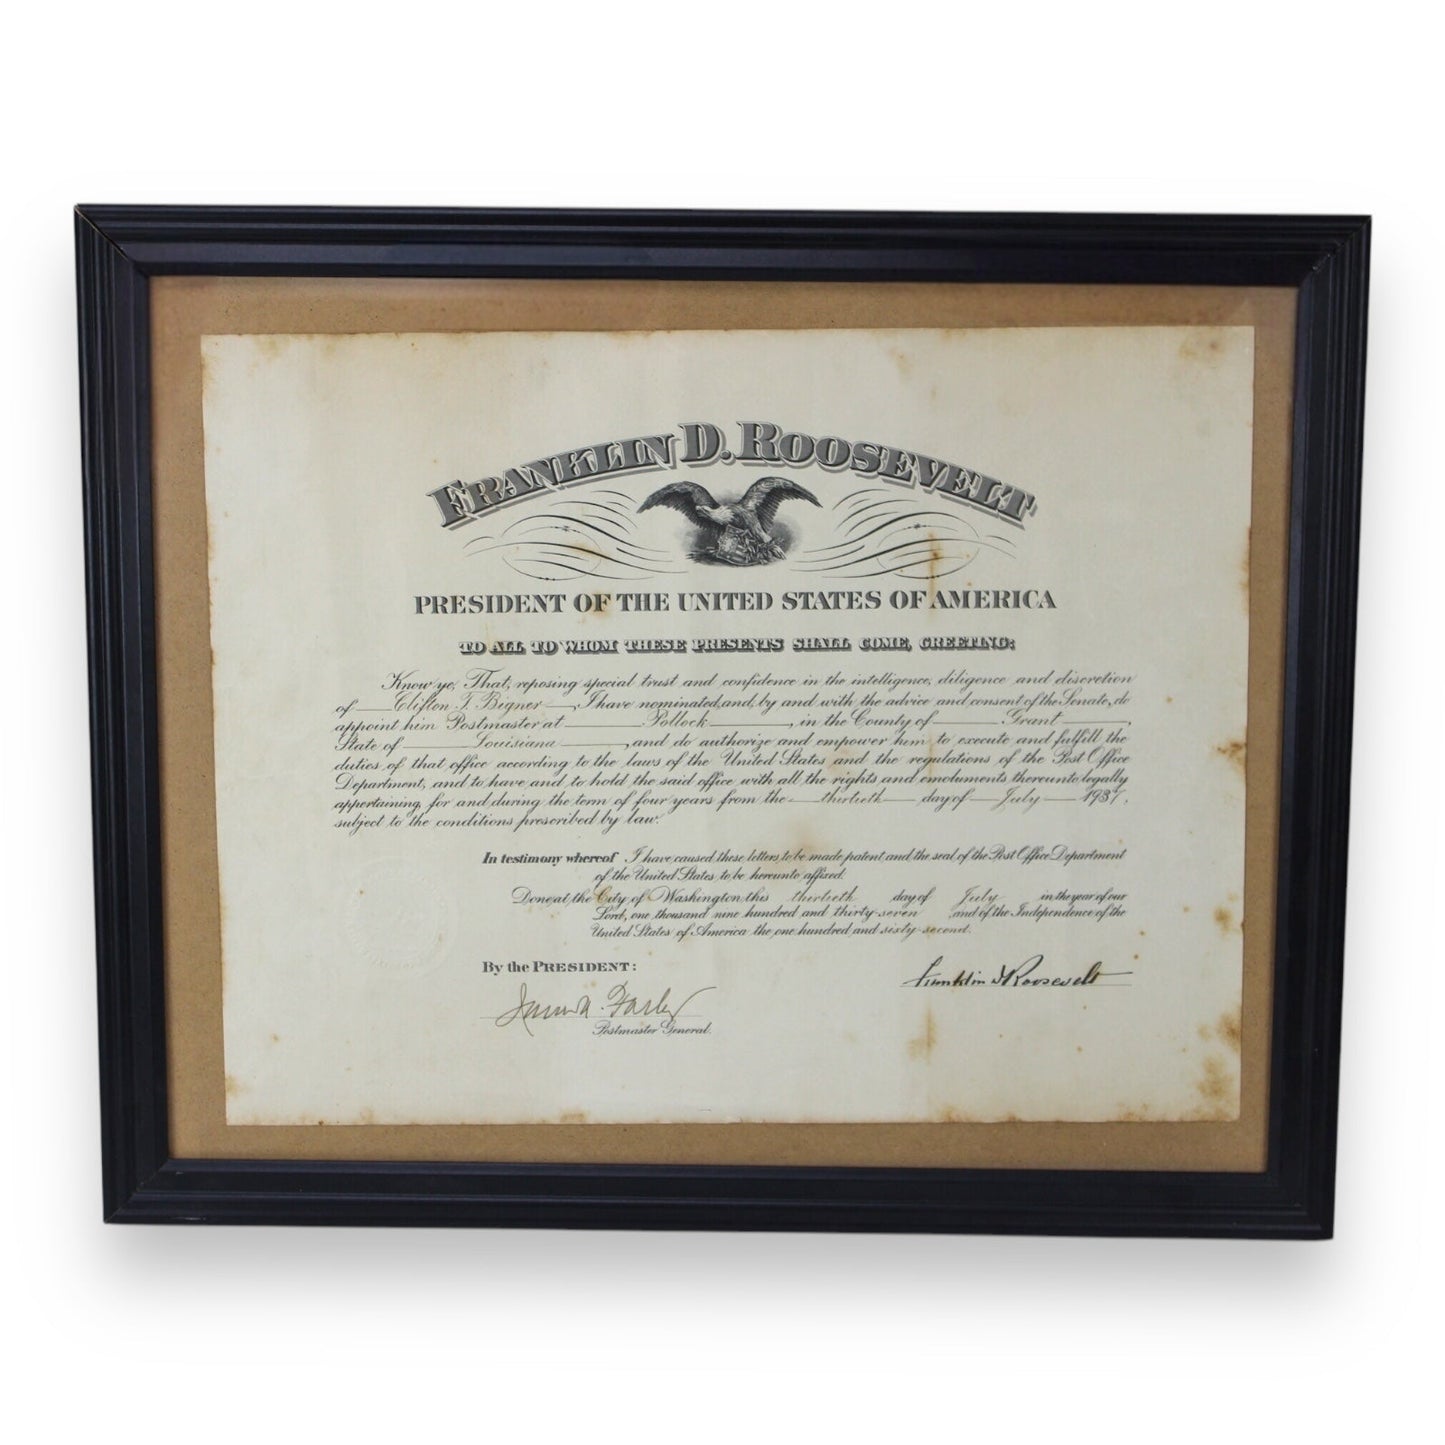 FRANKLIN D. ROOSEVELT
PRESIDENT OF THE UNITED STATES OF AMERICA
TO ALL TO WHOM THESE PRESENTS SHALL COME, GREETING:
Know ye, That, reposing special trust and confidence in the intelligence, diligence and discretion
of Clifton T. Bigner, I have nominated, and, by and with the advice and consent of the Senate, do
appoint him Postmaster at Pollock, in the County of Grant,
State of Louisiana, and do authorize and empower him to execute and fulfill the
duties of that office according to the laws of the United States and the regulations of the Post Office
Department, and to have and to hold the said office, with all the rights and emoluments thereunto legally
appertaining, for and during the term of four years from the thirtieth day of July 1937,
subject to the conditions prescribed by law.
In testimony whereof I have caused these letters to be made patent and the seal of the Post Office Department
of the United States to be hereunto affixed.
Done at the City of Washington this thirtieth day of July in the year of our
Lord, one thousand nine hundred and thirty-seven and of the Independence of the
United States of America the one hundred and sixty-second.
By the PRESIDENT:
Franklin D Roosevelt
James A. Farley
Postmaster General.